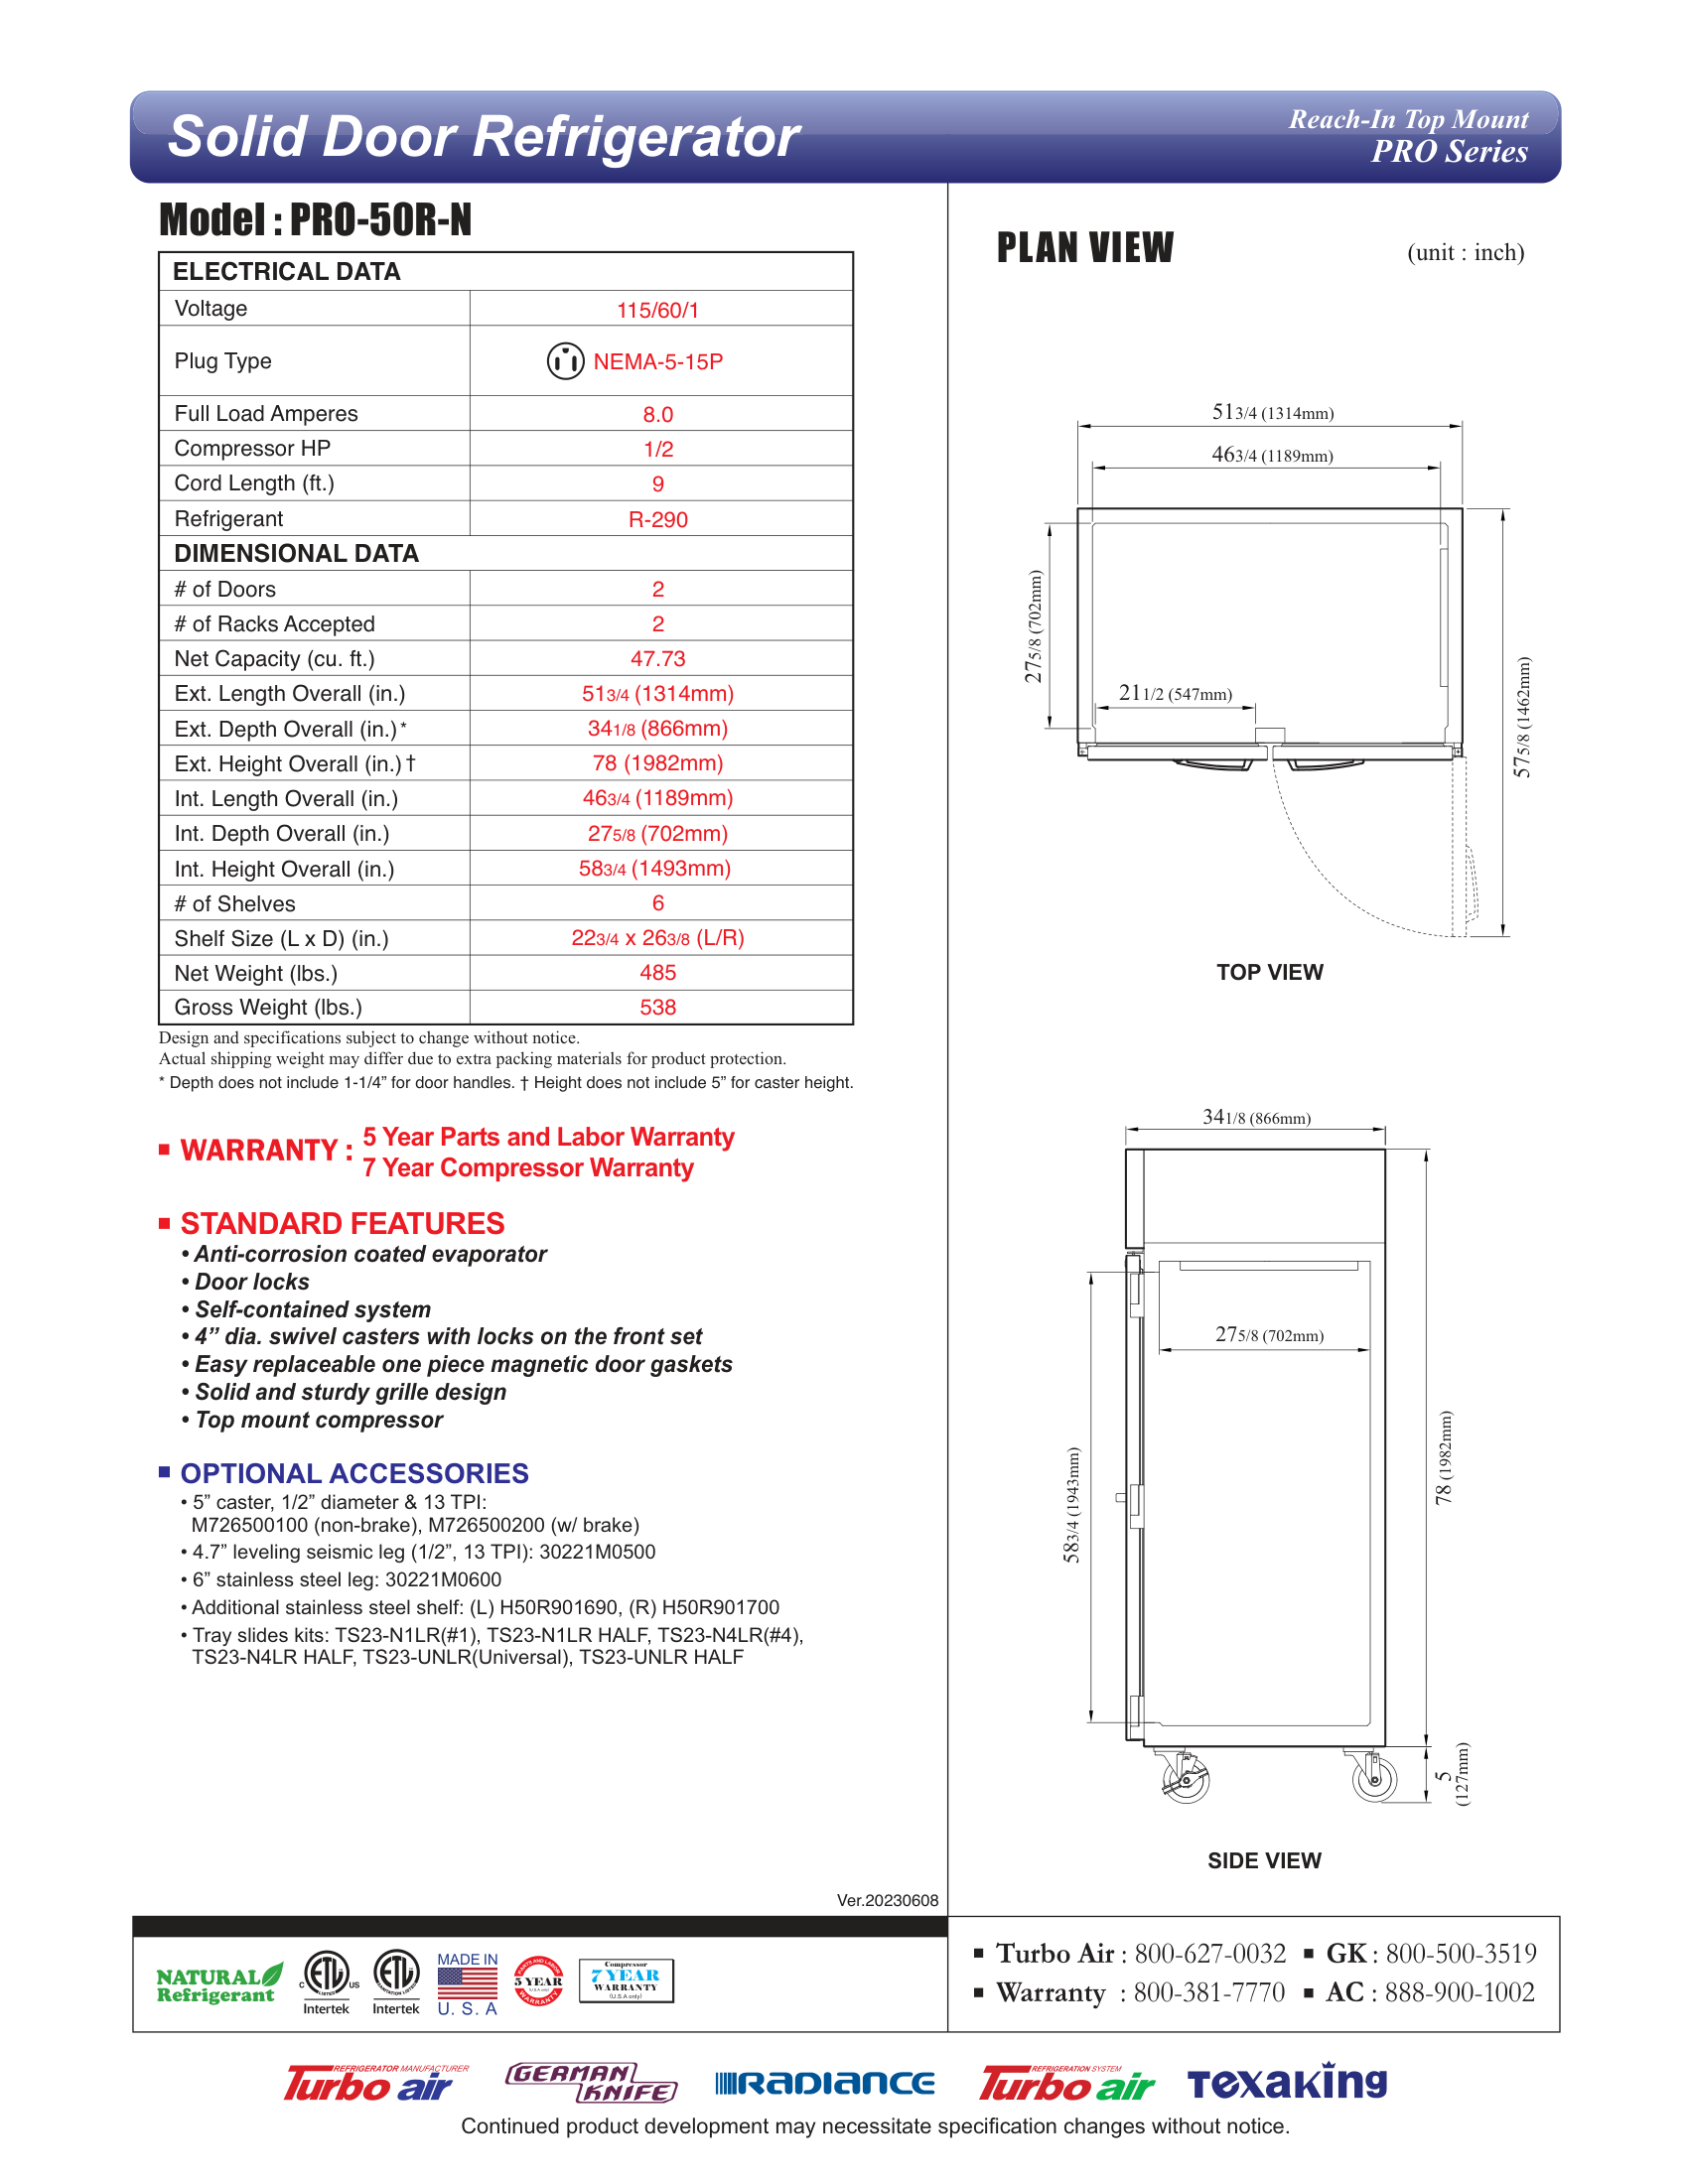 Solid Door Refrigerator
Reach-In Top Mount
PRO Series
Model : PRO-50R-N
ELECTRICAL DATA
Voltage 115/60/1
Plug Type NEMA-5-15P
Full Load Amperes 8.0
Compressor HP 1/2
Cord Length (ft.) 9
Refrigerant R-290
DIMENSIONAL DATA
# of Doors 2
# of Racks Accepted 2
Net Capacity (cu. ft.) 47.73
Ext. Length Overall (in.) 51 3/4 (1314mm)
Ext. Depth Overall (in.)* 34 1/8 (866mm)
Ext. Height Overall (in.)† 78 (1982mm)
Int. Length Overall (in.) 46 3/4 (1189mm)
Int. Depth Overall (in.) 27 5/8 (702mm)
Int. Height Overall (in.) 58 3/4 (1493mm)
# of Shelves 6
Shelf Size (L x D) (in.) 22 3/4 x 26 3/8 (L/R)
Net Weight (lbs.) 485
Gross Weight (lbs.) 538
Design and specifications subject to change without notice.
Actual shipping weight may differ due to extra packing materials for product protection.
* Depth does not include 1-1/4” for door handles. † Height does not include 5” for caster height.
WARRANTY : 5 Year Parts and Labor Warranty
7 Year Compressor Warranty
STANDARD FEATURES
• Anti-corrosion coated evaporator
• Door locks
• Self-contained system
• 4” dia. swivel casters with locks on the front set
• Easy replaceable one piece magnetic door gaskets
• Solid and sturdy grille design
• Top mount compressor
OPTIONAL ACCESSORIES
• 5” caster, 1/2” diameter & 13 TPI:
M726500100 (non-brake), M726500200 (w/ brake)
• 4.7” leveling seismic leg (1/2”, 13 TPI): 30221M0500
• 6” stainless steel leg: 30221M0600
• Additional stainless steel shelf: (L) H50R901690, (R) H50R901700
• Tray slides kits: TS23-N1LR(#1), TS23-N1LR HALF, TS23-N4LR(#4),
TS23-N4LR HALF, TS23-UNLR(Universal), TS23-UNLR HALF
Ver.20230608
PLAN VIEW
(unit : inch)
51 3/4 (1314mm)
46 3/4 (1189mm)
27 5/8 (702mm)
21 1/2 (547mm)
57 5/8 (1462mm)
TOP VIEW
34 1/8 (866mm)
27 5/8 (702mm)
58 3/4 (1943mm)
78 (1982mm)
5
(127mm)
SIDE VIEW
NATURAL
Refrigerant
C ETL US
LISTED
Intertek
ETL
SANITATION LISTED
Intertek
MADE IN
U. S. A
PARTS AND LABOR
5 YEAR
(U.S.A only)
WARRANTY
Compressor
7 YEAR
WARRANTY
(U.S.A only)
Turbo Air : 800-627-0032
GK : 800-500-3519
Warranty : 800-381-7770
AC : 888-900-1002
REFRIGERATOR MANUFACTURER
Turbo air
GERMAN
KNIFE
RADIANCE
REFRIGERATION SYSTEM
Turbo air
TEXAKING
Continued product development may necessitate specification changes without notice.